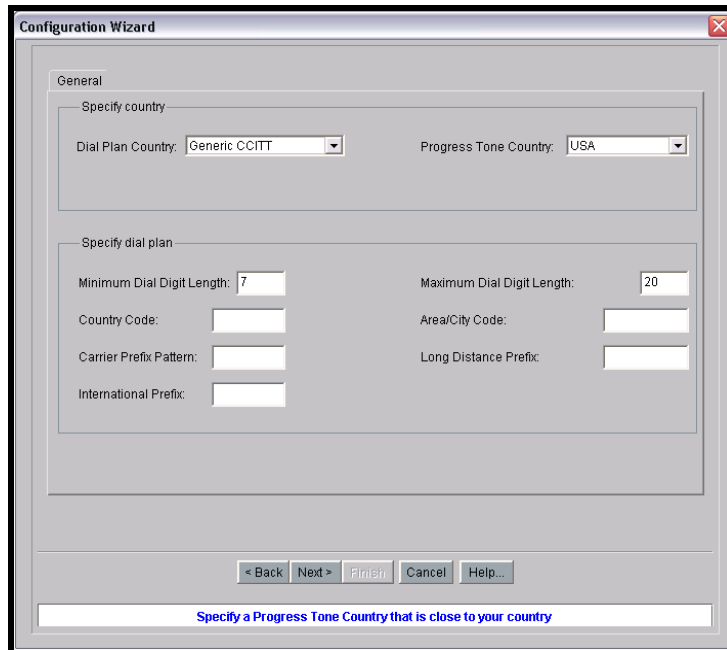 Configuration Wizard
General
Specify country
Dial Plan Country: Generic CCITT Progress Tone Country: USA
Specify dial plan
Minimum Dial Digit Length: 7 Maximum Dial Digit Length: 20
Country Code: Area/City Code:
Carrier Prefix Pattern: Long Distance Prefix:
International Prefix:
< Back Next > Finish Cancel Help...
Specify a Progress Tone Country that is close to your country